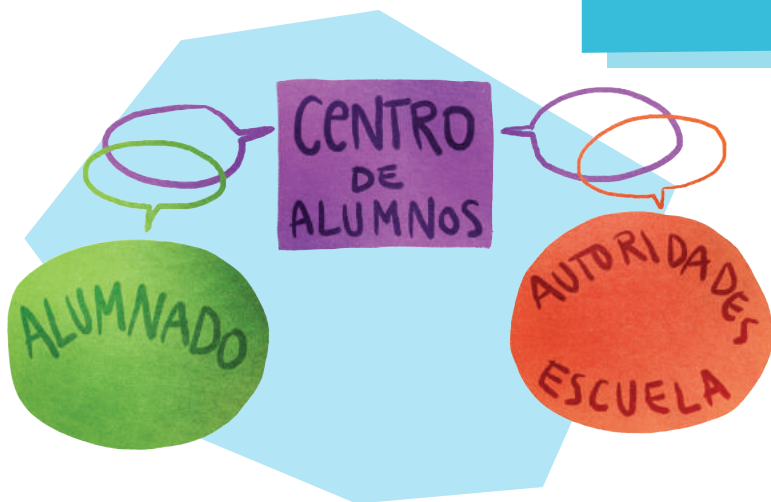 CeNTRO
DE
ALUMNOS
ALUMNADO
AUTORIDADES
ESCUELA